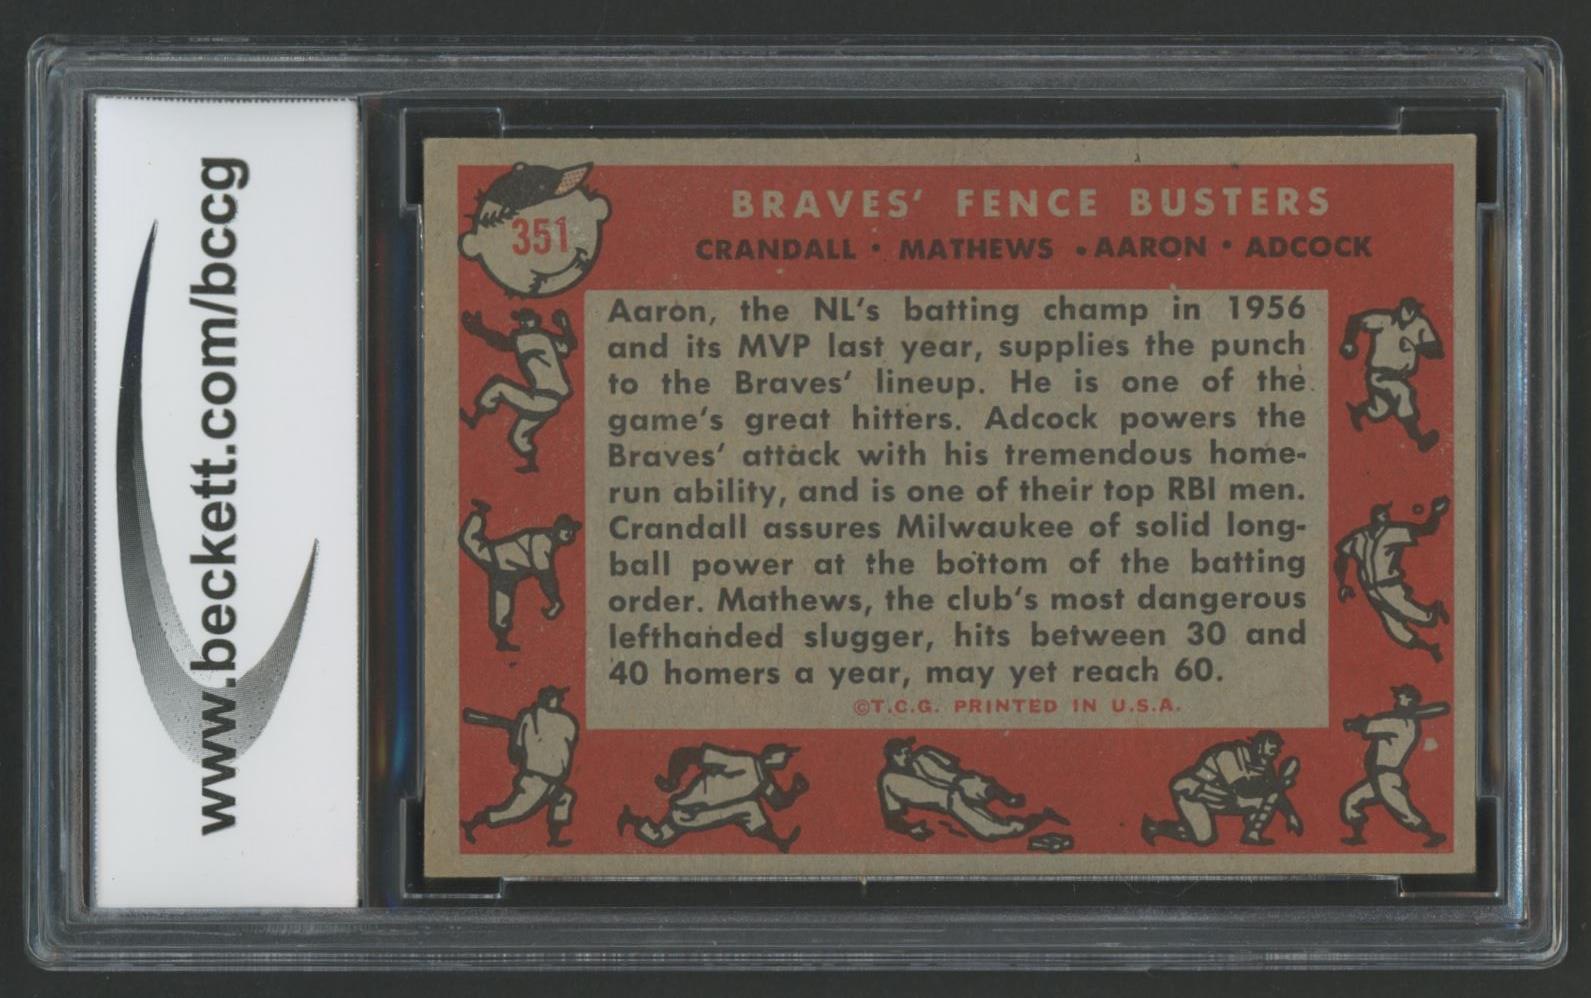 www.beckett.com/bccg
351
BRAVES' FENCE BUSTERS
CRANDALL • MATHEWS • AARON • ADCOCK
Aaron, the NL's batting champ in 1956
and its MVP last year, supplies the punch
to the Braves' lineup. He is one of the
game's great hitters. Adcock powers the
Braves' attack with his tremendous home-
run ability, and is one of their top RBI men.
Crandall assures Milwaukee of solid long-
ball power at the bottom of the batting
order. Mathews, the club's most dangerous
lefthanded slugger, hits between 30 and
40 homers a year, may yet reach 60.
©T.C.G. PRINTED IN U.S.A.